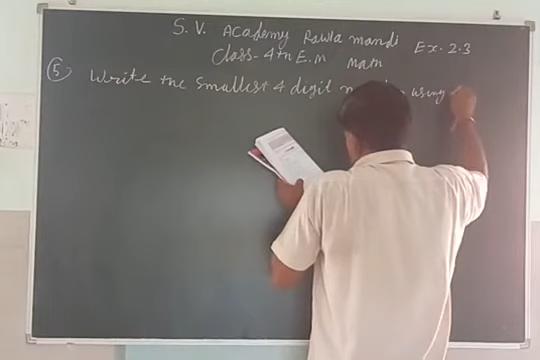 S. V. Academy Rawla mandi
Ex. 2.3
Class - 4th E.M Math
(5) Write the Smallest 4 digit using